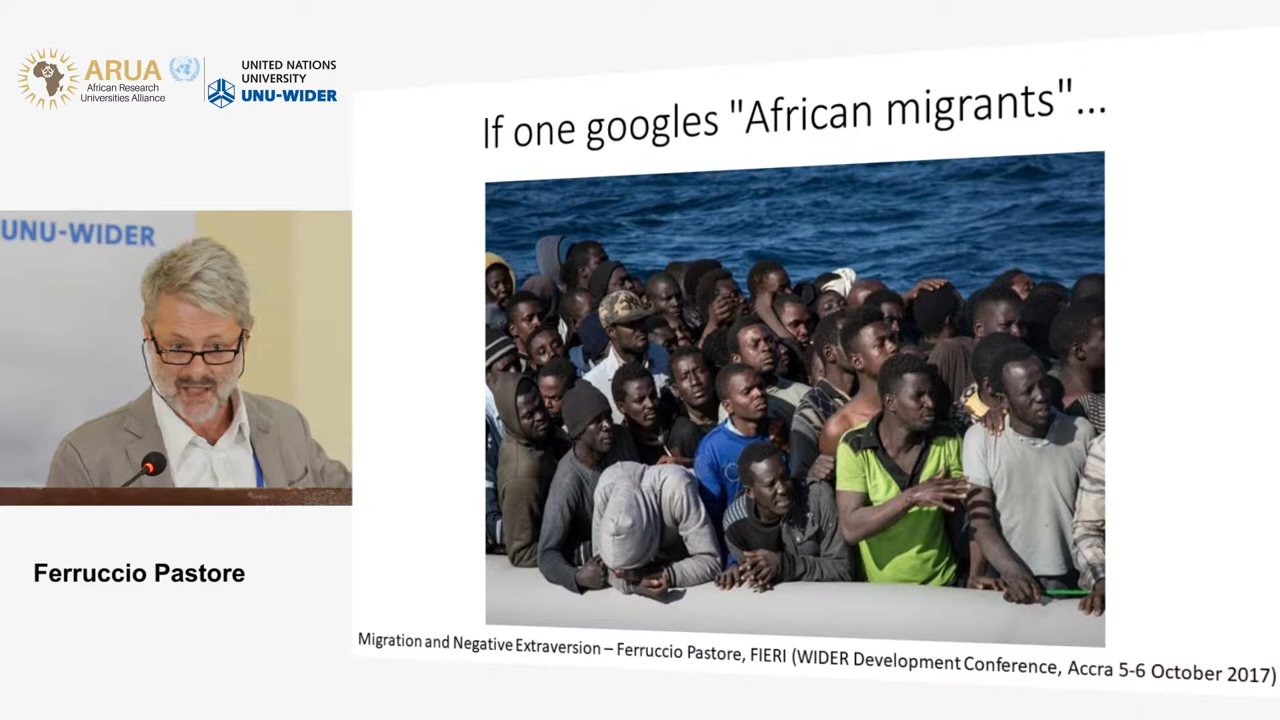 ARUA
African Research
Universities Alliance
UNITED NATIONS
UNIVERSITY
UNU-WIDER
If one googles "African migrants"...
UNU-WIDER
Ferruccio Pastore
Migration and Negative Extraversion – Ferruccio Pastore, FIERI (WIDER Development Conference, Accra 5-6 October 2017)